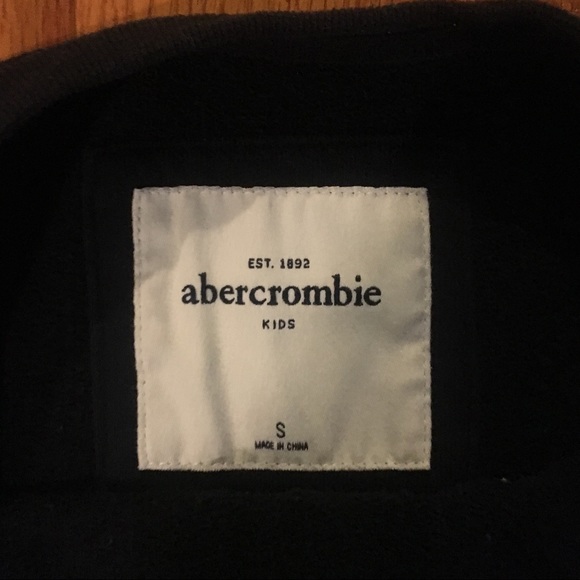 EST. 1892
abercrombie
KIDS
S
MADE IN CHINA